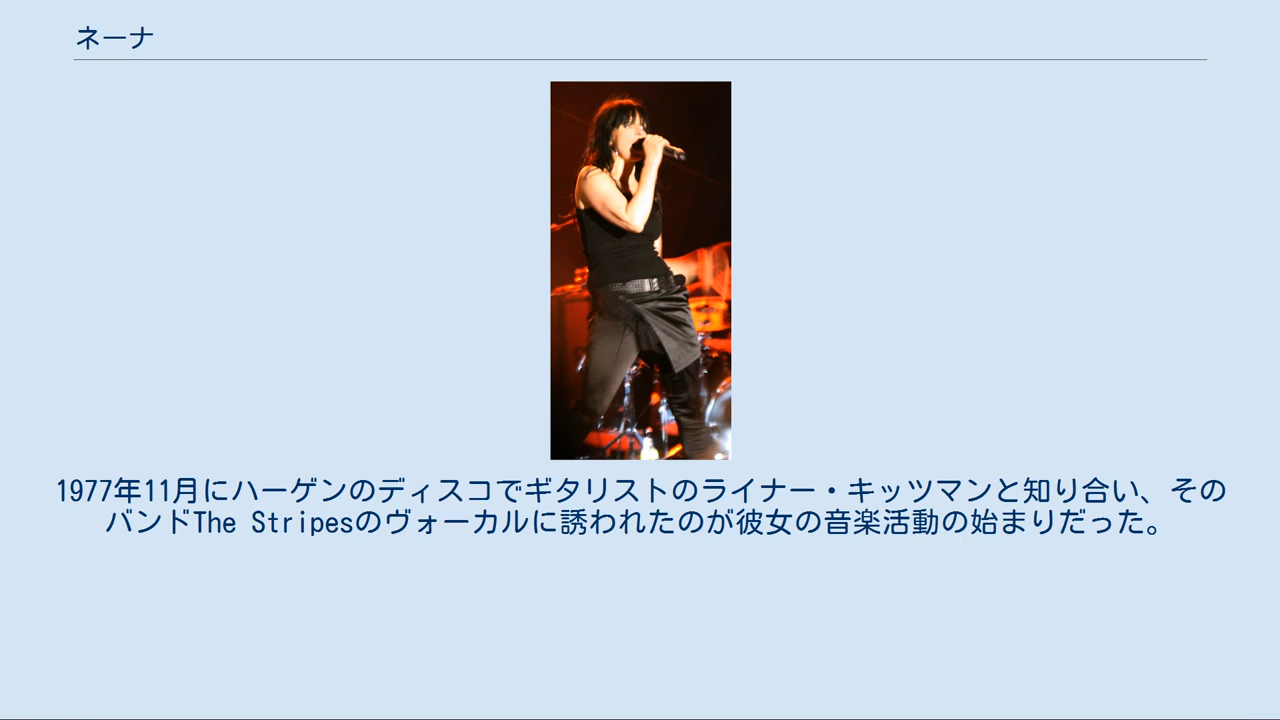 ネーナ
1977年11月にハーゲンのディスコでギタリストのライナー・キッツマンと知り合い、その
バンドThe Stripesのヴォーカルに誘われたのが彼女の音楽活動の始まりだった。